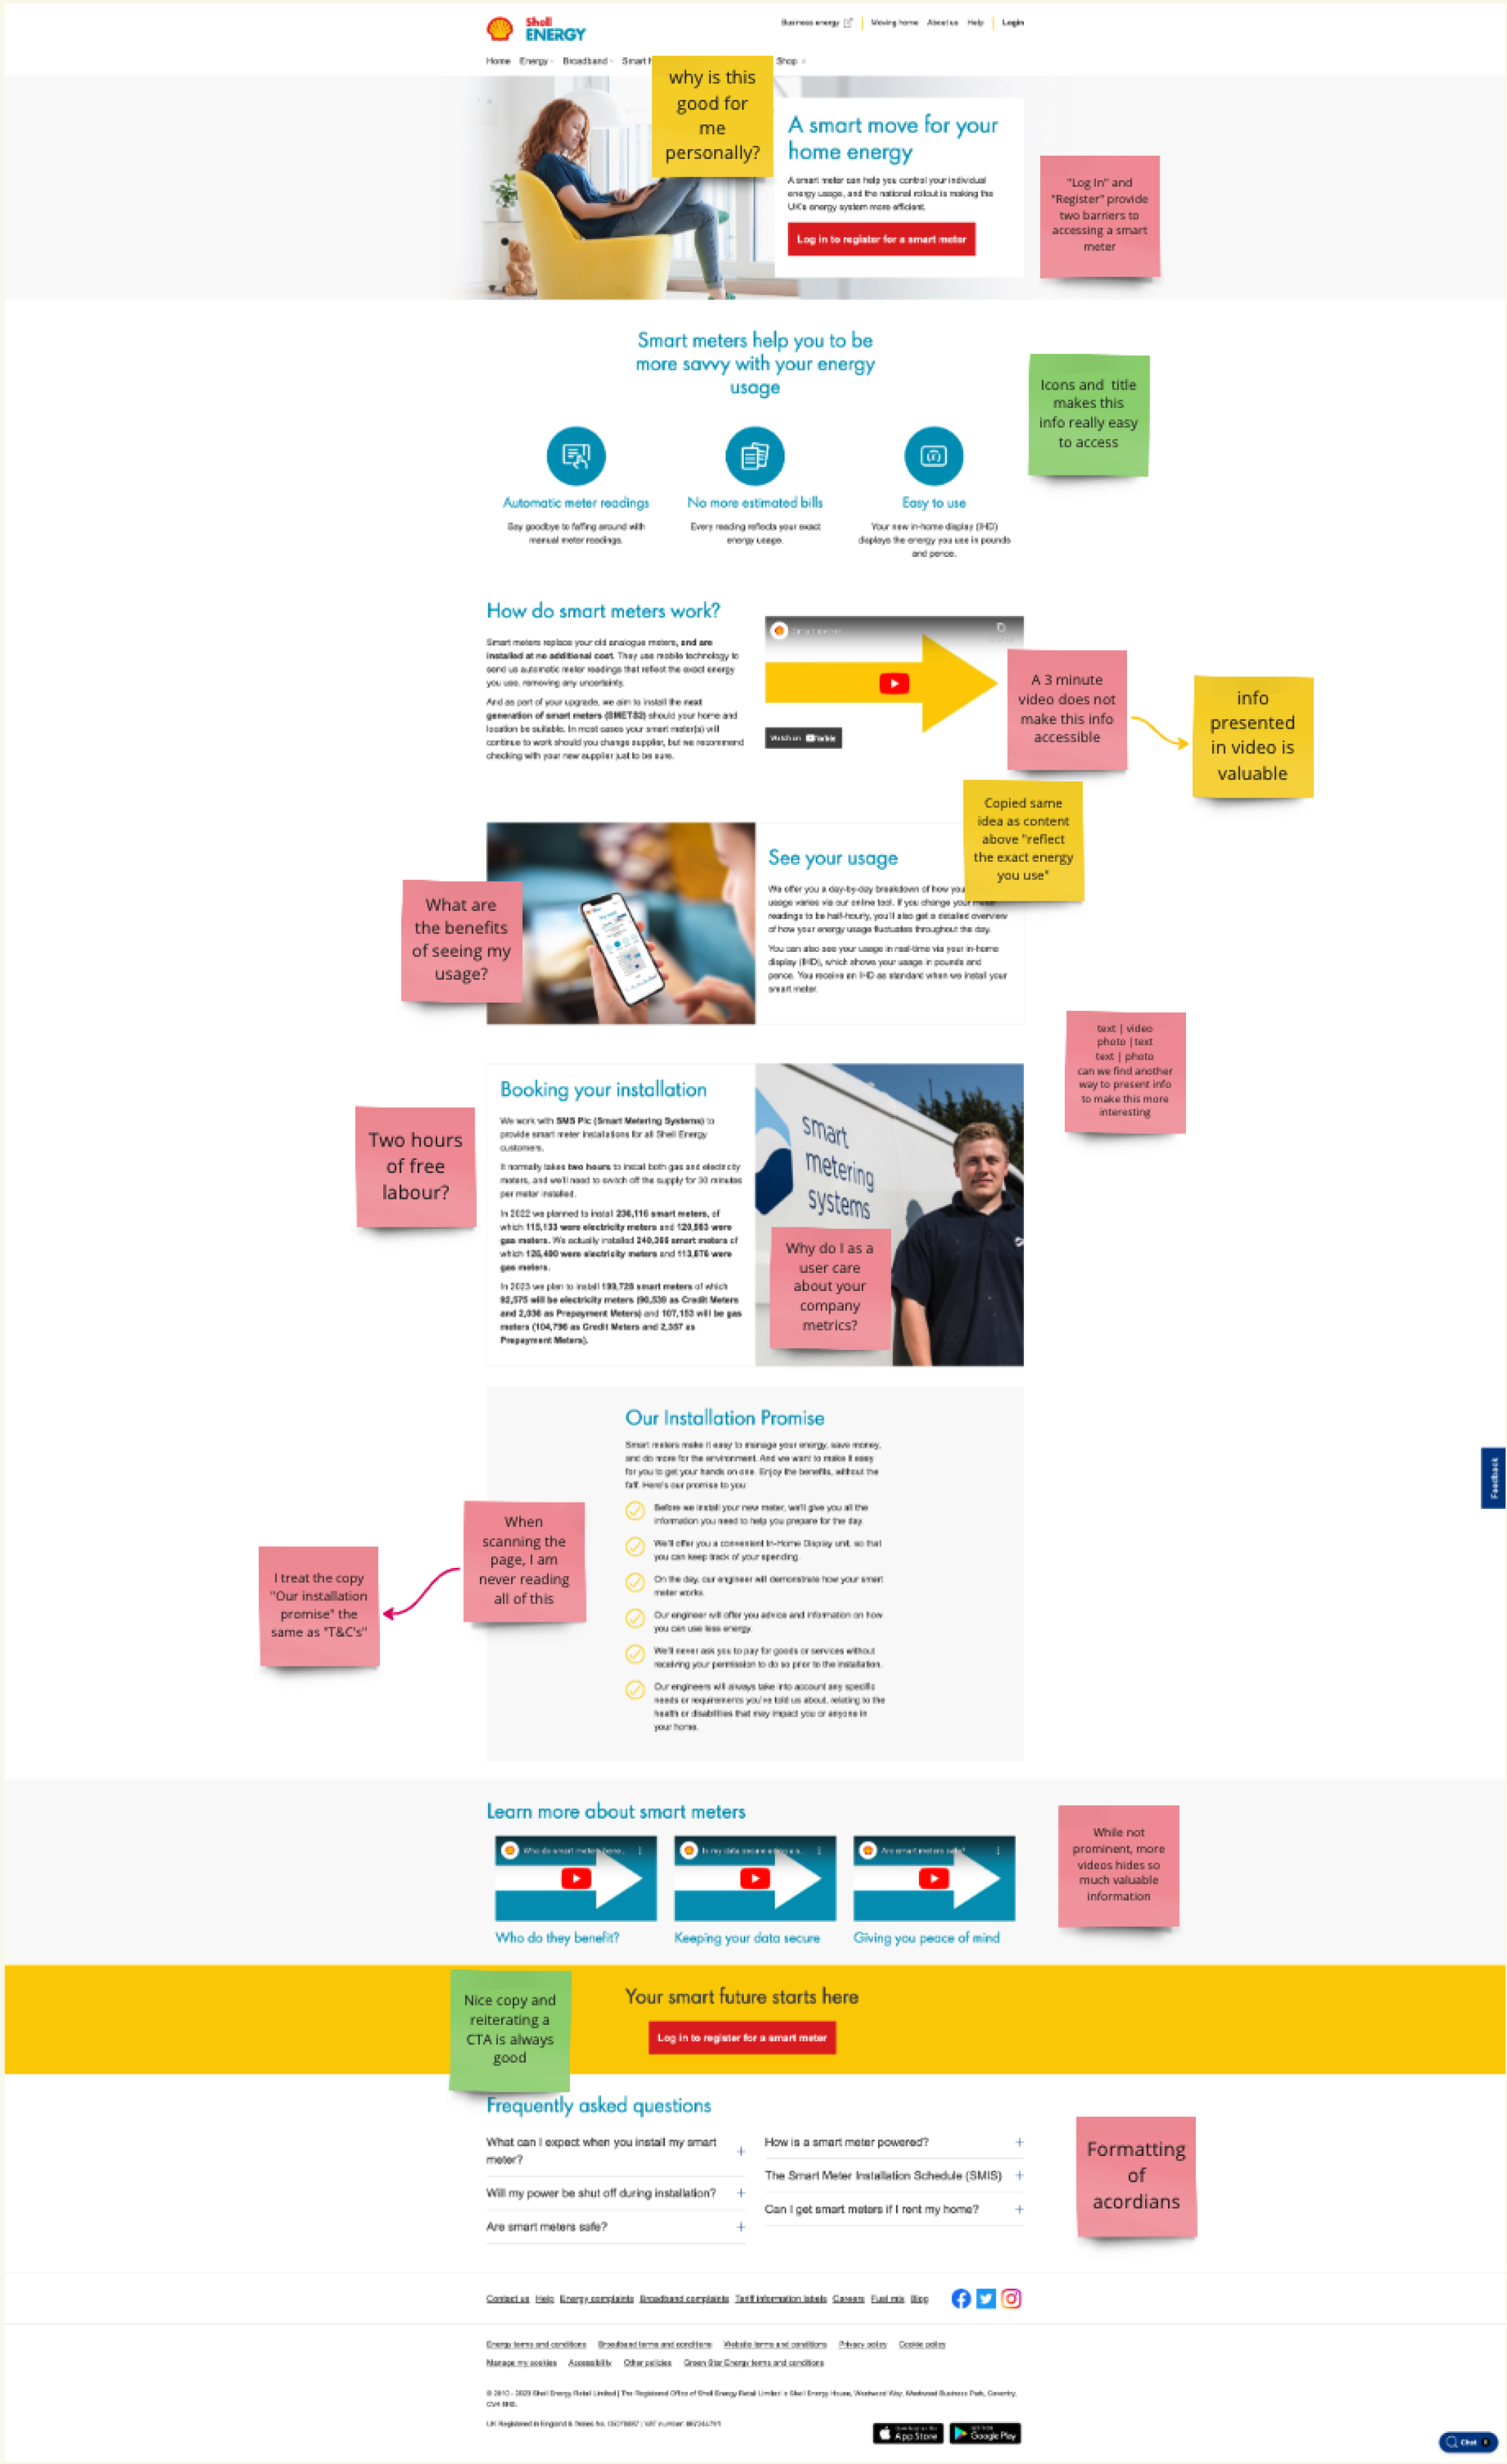 Shell
ENERGY
Business energy
Moving home
About us
Help
Login
Home
Energy
Broadband
Smart
Shop
why is this
good for
me
personally?
A smart move for your
home energy
A smart meter can help you control your individual
energy usage, and the national rollout is making the
UK's energy system more efficient.
Log in to register for a smart meter
"Log In" and
"Register" provide
two barriers to
accessing a smart
meter
Smart meters help you to be
more savvy with your energy
usage
Icons and title
makes this
info really easy
to access
Automatic meter readings
Say goodbye to faffing around with
manual meter readings.
No more estimated bills
Every reading reflects your exact
energy usage.
Easy to use
Your new in-home display (IHD)
displays the energy you use in pounds
and pence.
How do smart meters work?
Smart meters replace your old analogue meters, and are
installed at no additional cost. They use mobile technology to
send us automatic meter readings that reflect the exact energy
you use, removing any uncertainty.
And as part of your upgrade, we aim to install the next
generation of smart meters (SMETS2) should your home and
location be suitable. In most cases your smart meter(s) will
continue to work should you change supplier, but we recommend
checking with your new supplier just to be sure.
Watch on YouTube
A 3 minute
video does not
make this info
accessible
info
presented
in video is
valuable
Copied same
idea as content
above "reflect
the exact energy
you use"
What are
the benefits
of seeing my
usage?
See your usage
We offer you a day-by-day breakdown of how you
usage varies via our online tool. If you change your meter
readings to be half-hourly, you'll also get a detailed overview
of how your energy usage fluctuates throughout the day.
You can also see your usage in real-time via your in-home
display (IHD), which shows your usage in pounds and
pence. You receive an IHD as standard when we install your
smart meter.
text | video
photo |text
text | photo
can we find another
way to present info
to make this more
interesting
Two hours
of free
labour?
Booking your installation
We work with SMS Plc (Smart Metering Systems) to
provide smart meter installations for all Shell Energy
customers.
It normally takes two hours to install both gas and electricity
meters, and we'll need to switch off the supply for 30 minutes
per meter installed.
In 2022 we planned to install 236,116 smart meters, of
which 115,133 were electricity meters and 120,983 were
gas meters. We actually installed 240,366 smart meters of
which 126,490 were electricity meters and 113,876 were
gas meters.
In 2023 we plan to install 199,728 smart meters of which
92,575 will be electricity meters (90,539 as Credit Meters
and 2,036 as Prepayment Meters) and 107,153 will be gas
meters (104,796 as Credit Meters and 2,357 as
Prepayment Meters).
smart
metering
systems
Why do I as a
user care
about your
company
metrics?
Our Installation Promise
Smart meters make it easy to manage your energy, save money,
and do more for the environment. And we want to make it easy
for you to get your hands on one. Enjoy the benefits, without the
faff. Here's our promise to you:
Before we install your new meter, we'll give you all the
information you need to help you prepare for the day.
We'll offer you a convenient In-Home Display unit, so that
you can keep track of your spending.
On the day, our engineer will demonstrate how your smart
meter works.
Our engineer will offer you advice and information on how
you can use less energy.
We'll never ask you to pay for goods or services without
receiving your permission to do so prior to the installation.
Our engineers will always take into account any specific
needs or requirements you've told us about, relating to the
health or disabilities that may impact you or anyone in
your home.
When
scanning the
page, I am
never reading
all of this
I treat the copy
"Our installation
promise" the
same as "T&C's"
Feedback
Learn more about smart meters
Who do smart meters bene...
Is my data secure using a s...
Are smart meters safe?
Who do they benefit?
Keeping your data secure
Giving you peace of mind
While not
prominent, more
videos hides so
much valuable
information
Nice copy and
reiterating a
CTA is always
good
Your smart future starts here
Log in to register for a smart meter
Frequently asked questions
What can I expect when you install my smart
meter?
Will my power be shut off during installation?
Are smart meters safe?
How is a smart meter powered?
The Smart Meter Installation Schedule (SMIS)
Can I get smart meters if I rent my home?
Formatting
of
acordians
Contact us Help Energy complaints Broadband complaints Tariff information labels Careers Fuel mix Blog
Energy terms and conditions Broadband terms and conditions Website terms and conditions Privacy policy Cookie policy
Manage my cookies Accessibility Other policies Green Star Energy terms and conditions
© 2010 - 2023 Shell Energy Retail Limited | The Registered Office of Shell Energy Retail Limited is Shell Energy House, Westwood Way, Westwood Business Park, Coventry,
CV4 8HS.
UK Registered in England & Wales No.
VAT number:
Download on the
App Store
GET IT ON
Google Play
Chat